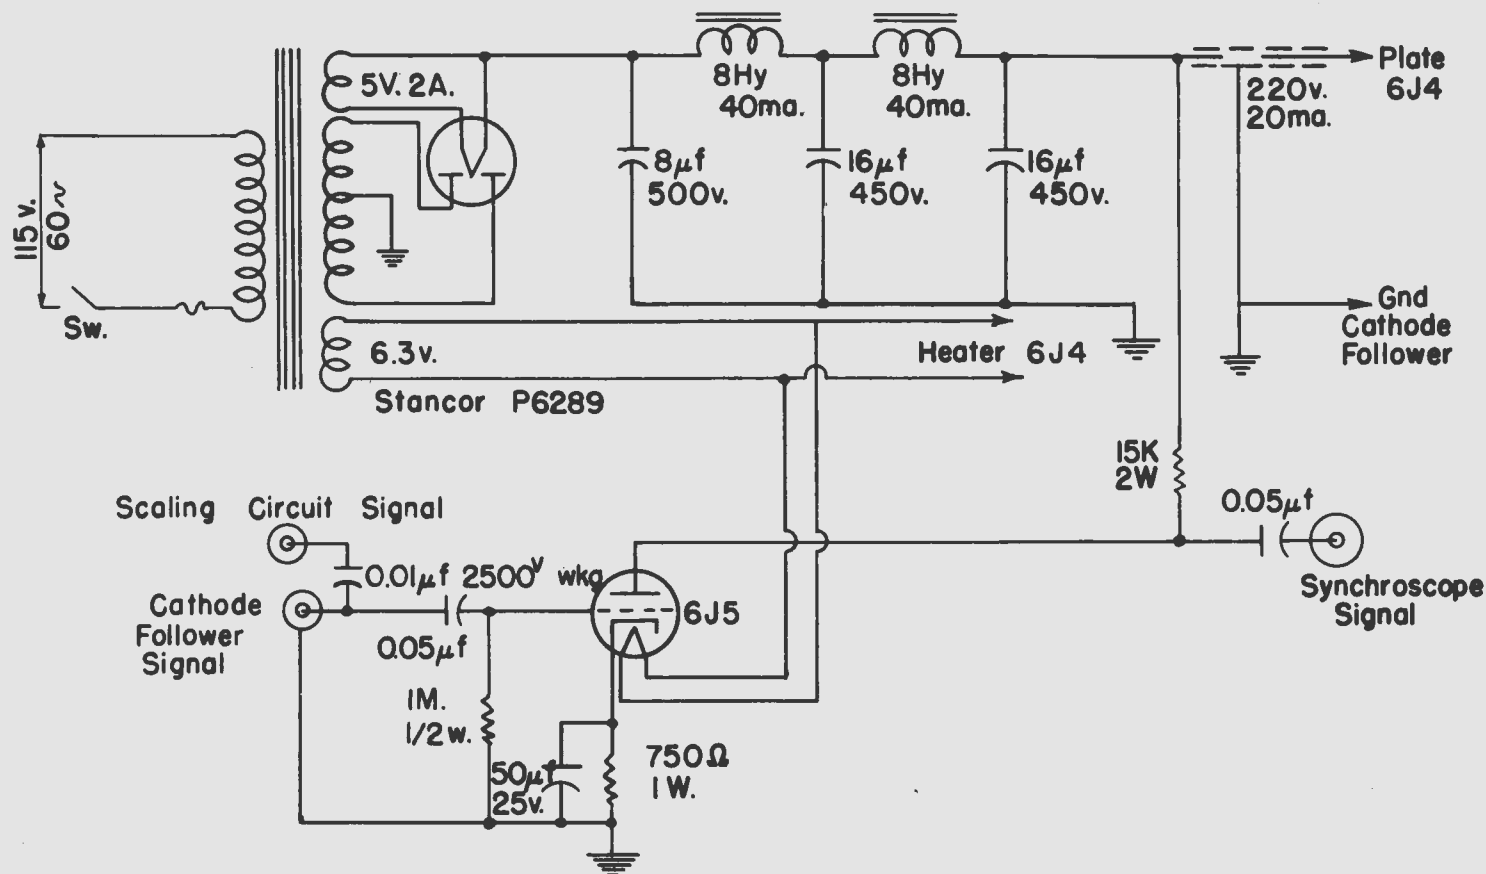 8Hy
40ma.
8Hy
40ma.
Plate
6J4
5V. 2A.
220v.
20ma.
8μf
500v.
16μf
450v.
16μf
450v.
115 v.
60~
Sw.
Gnd
Cathode
Follower
6.3v.
Heater 6J4
Stancor P6289
15K
2W
0.05μf
Scaling Circuit Signal
0.01μf 2500v wkg
Synchroscope
Signal
Cathode
Follower
Signal
6J5
0.05μf
1M.
1/2 w.
50μf
25v.
750Ω
1 W.